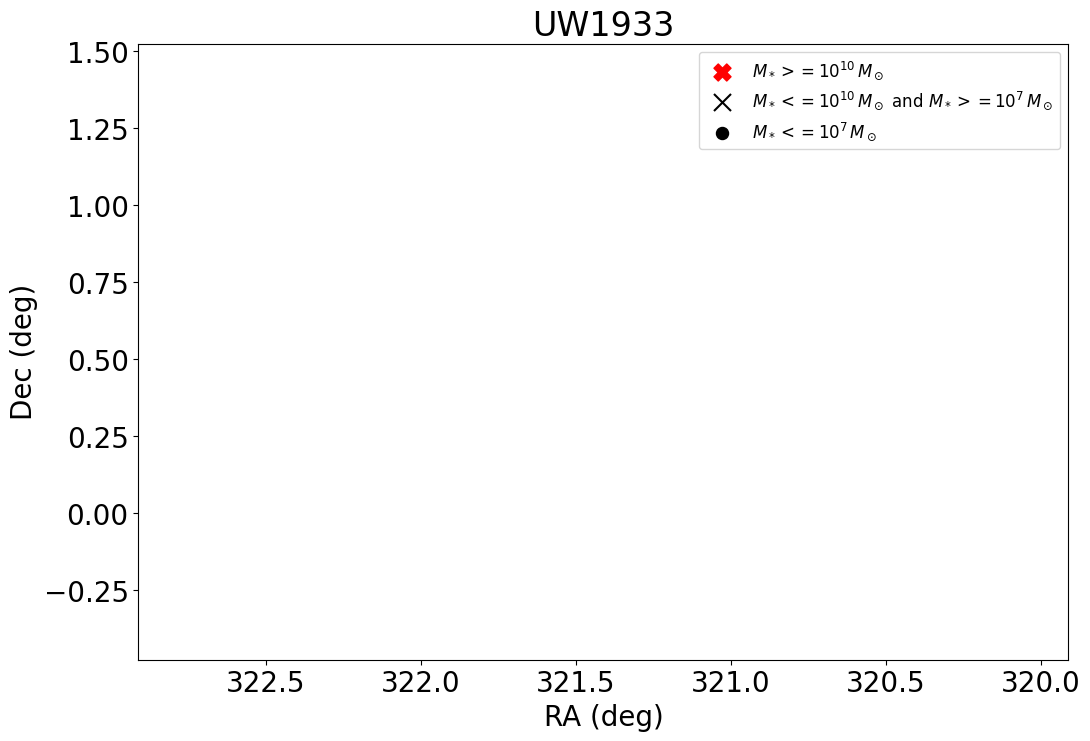 UW1933
M* >= 10^10 M⊙
M* <= 10^10 M⊙ and M* >= 10^7 M⊙
M* <= 10^7 M⊙
1.50
1.25
1.00
0.75
0.50
0.25
0.00
−0.25
Dec (deg)
322.5 322.0 321.5 321.0 320.5 320.0
RA (deg)